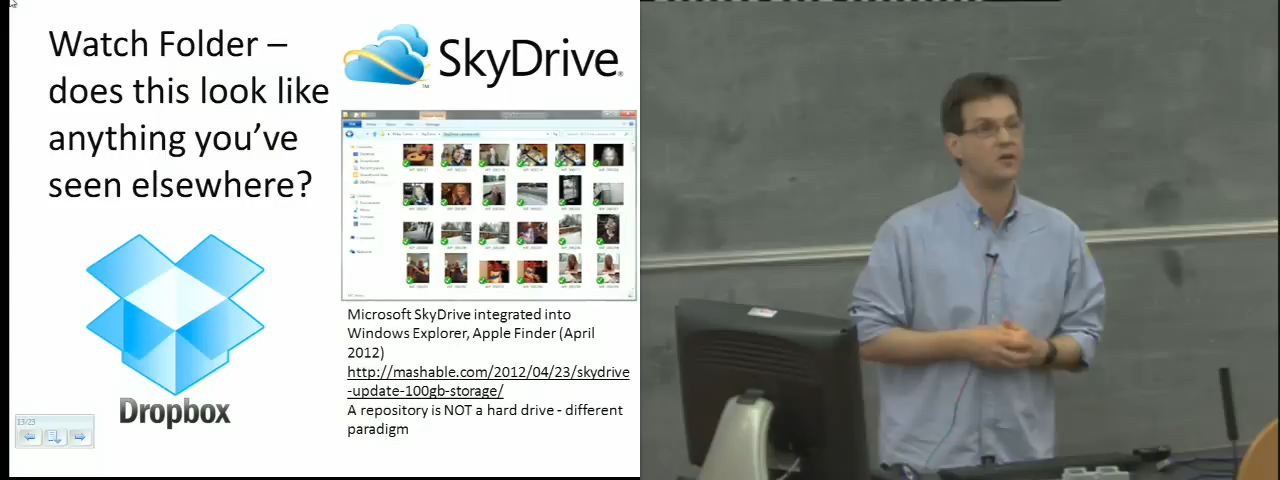 Watch Folder –
does this look like
anything you've
seen elsewhere?
SkyDrive
Microsoft SkyDrive integrated into
Windows Explorer, Apple Finder (April
2012)
http://mashable.com/2012/04/23/skydrive
-update-100gb-storage/
A repository is NOT a hard drive - different
paradigm
Dropbox
13/23